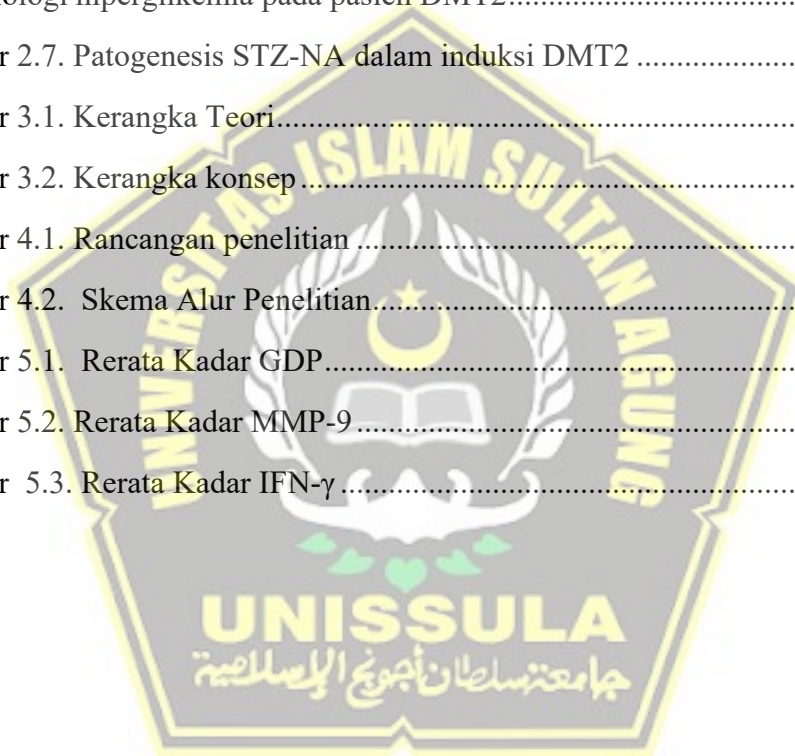 ologi hiperglikemia pada pasien DMT2
r 2.7. Patogenesis STZ-NA dalam induksi DMT2
r 3.1. Kerangka Teori
r 3.2. Kerangka konsep
r 4.1. Rancangan penelitian
r 4.2. Skema Alur Penelitian
r 5.1. Rerata Kadar GDP
r 5.2. Rerata Kadar MMP-9
r 5.3. Rerata Kadar IFN-γ
UNIVERSITAS ISLAM SULTAN AGUNG
UNISSULA
جامعة سلطان أجونج الإسلامية